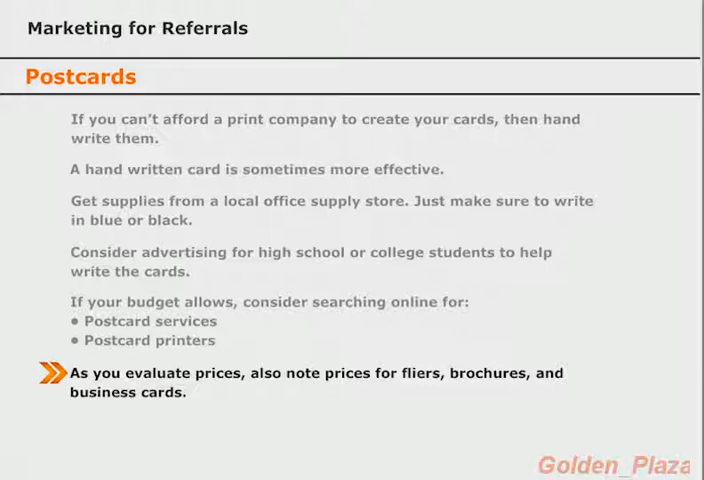 Marketing for Referrals
Postcards
If you can't afford a print company to create your cards, then hand
write them.
A hand written card is sometimes more effective.
Get supplies from a local office supply store. Just make sure to write
in blue or black.
Consider advertising for high school or college students to help
write the cards.
If your budget allows, consider searching online for:
• Postcard services
• Postcard printers
As you evaluate prices, also note prices for fliers, brochures, and
business cards.
Golden_Plaza